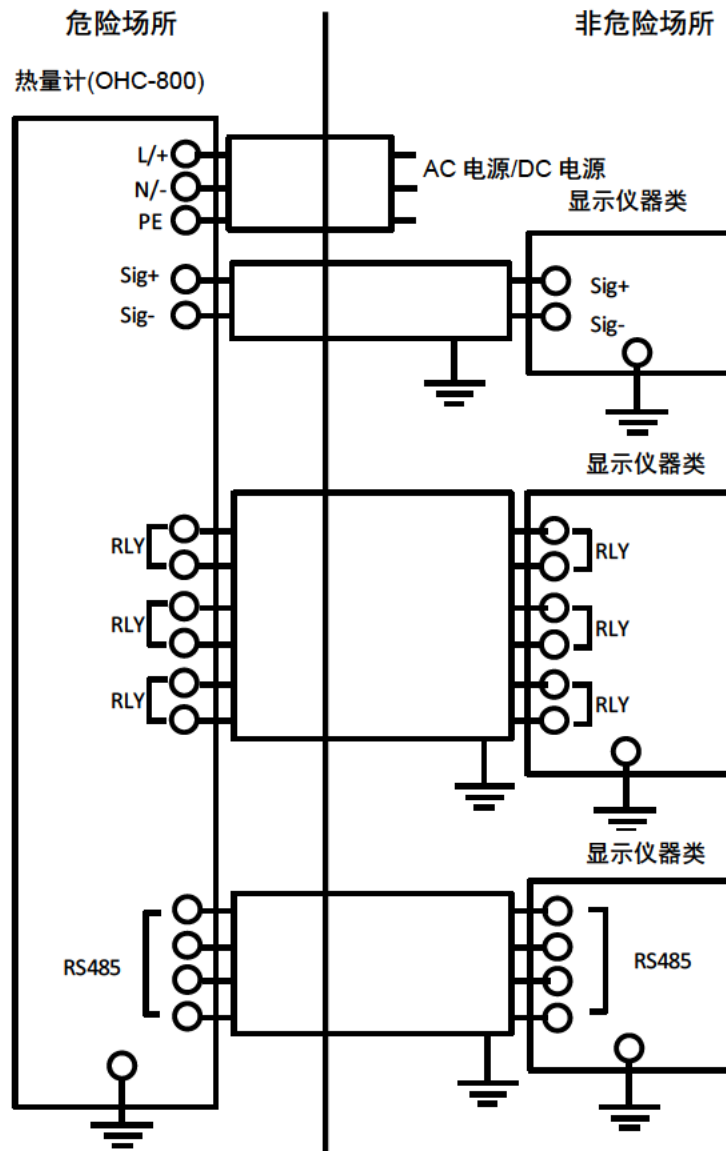 危险场所
非危险场所
热量计(OHC-800)
L/+
N/-
PE
AC 电源/DC 电源
显示仪器类
Sig+
Sig-
Sig+
Sig-
显示仪器类
RLY
RLY
RLY
RLY
RLY
RLY
显示仪器类
RS485
RS485